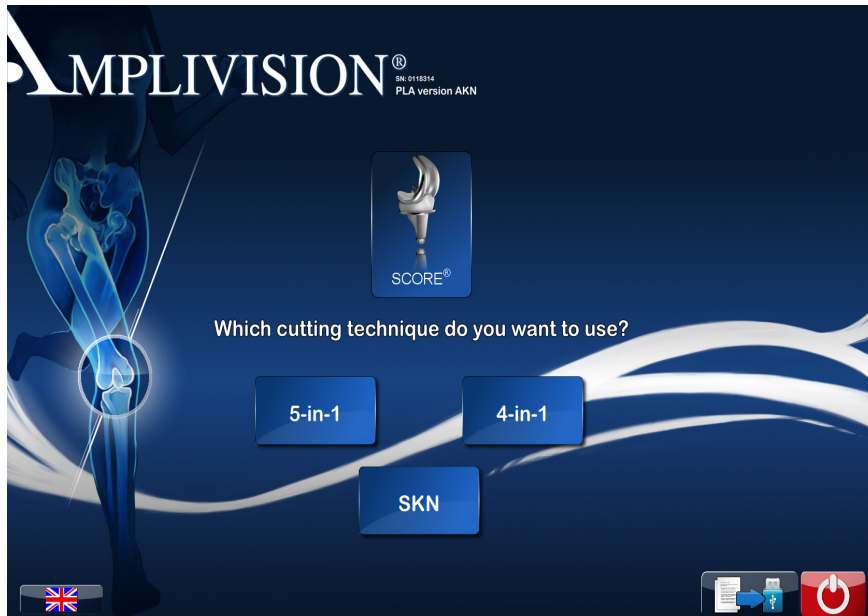 AMPLIVISION®
SN: 0118314
PLA version AKN
SCORE®
Which cutting technique do you want to use?
5-in-1
4-in-1
SKN